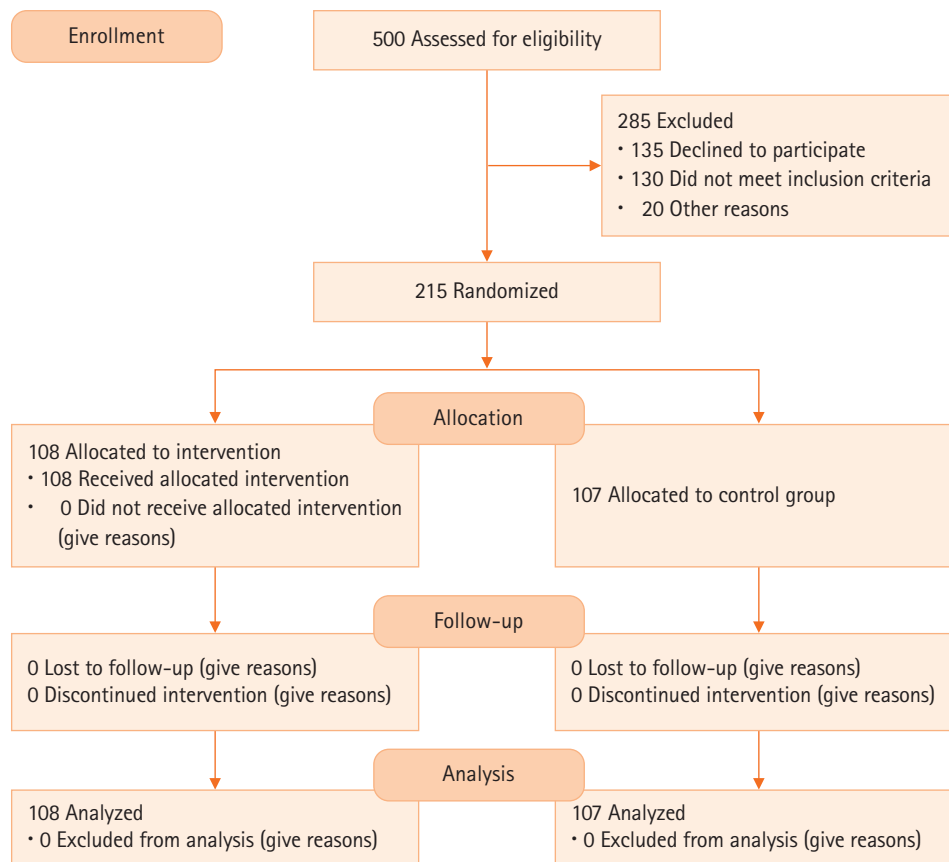 Enrollment
500 Assessed for eligibility
285 Excluded
• 135 Declined to participate
• 130 Did not meet inclusion criteria
• 20 Other reasons
215 Randomized
Allocation
108 Allocated to intervention
• 108 Received allocated intervention
• 0 Did not receive allocated intervention
(give reasons)
107 Allocated to control group
Follow-up
0 Lost to follow-up (give reasons)
0 Discontinued intervention (give reasons)
0 Lost to follow-up (give reasons)
0 Discontinued intervention (give reasons)
Analysis
108 Analyzed
• 0 Excluded from analysis (give reasons)
107 Analyzed
• 0 Excluded from analysis (give reasons)